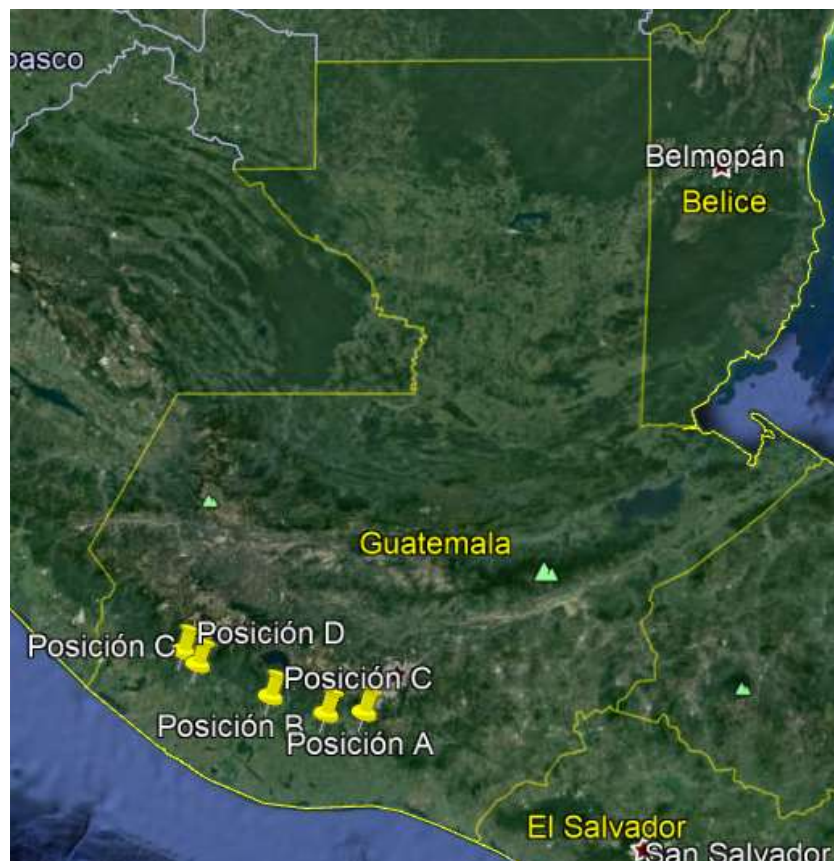 basco
Belmopán
Belice
Guatemala
Posición C
Posición D
Posición C
Posición B
Posición A
El Salvador
San Salvador